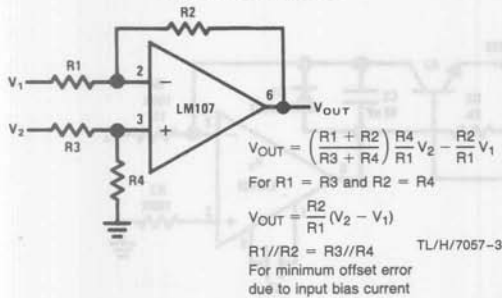 R2
R1
V1
2
−
LM107
6
VOUT
V2
3
+
R3
R4
VOUT = (R1 + R2 / R3 + R4) R4/R1 V2 − R2/R1 V1
For R1 = R3 and R2 = R4
VOUT = R2/R1 (V2 − V1)
R1//R2 = R3//R4
TL/H/7057–3
For minimum offset error
due to input bias current